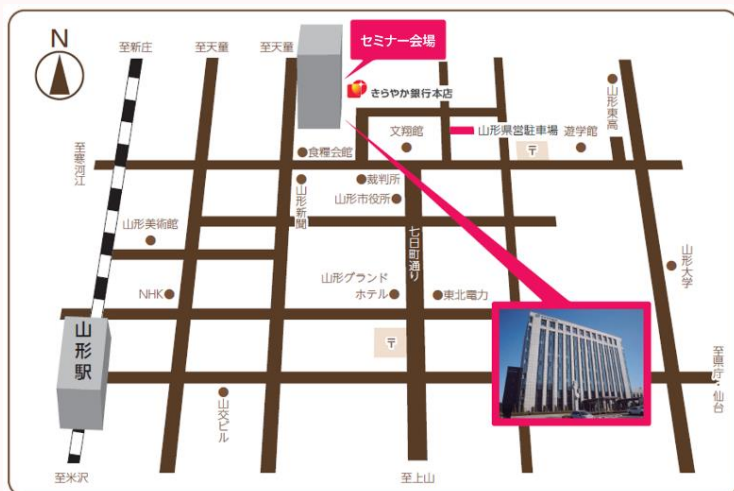 N
至新庄
至天童
至天童
セミナー会場
きらやか銀行本店
山形東高
文翔館
山形県営駐車場
遊学館
〒
至寒河江
食糧会館
山形新聞
裁判所
山形市役所
山形美術館
七日町通り
山形大学
山形グランド
ホテル
NHK
東北電力
山形駅
〒
至県庁・仙台
山交ビル
至米沢
至上山